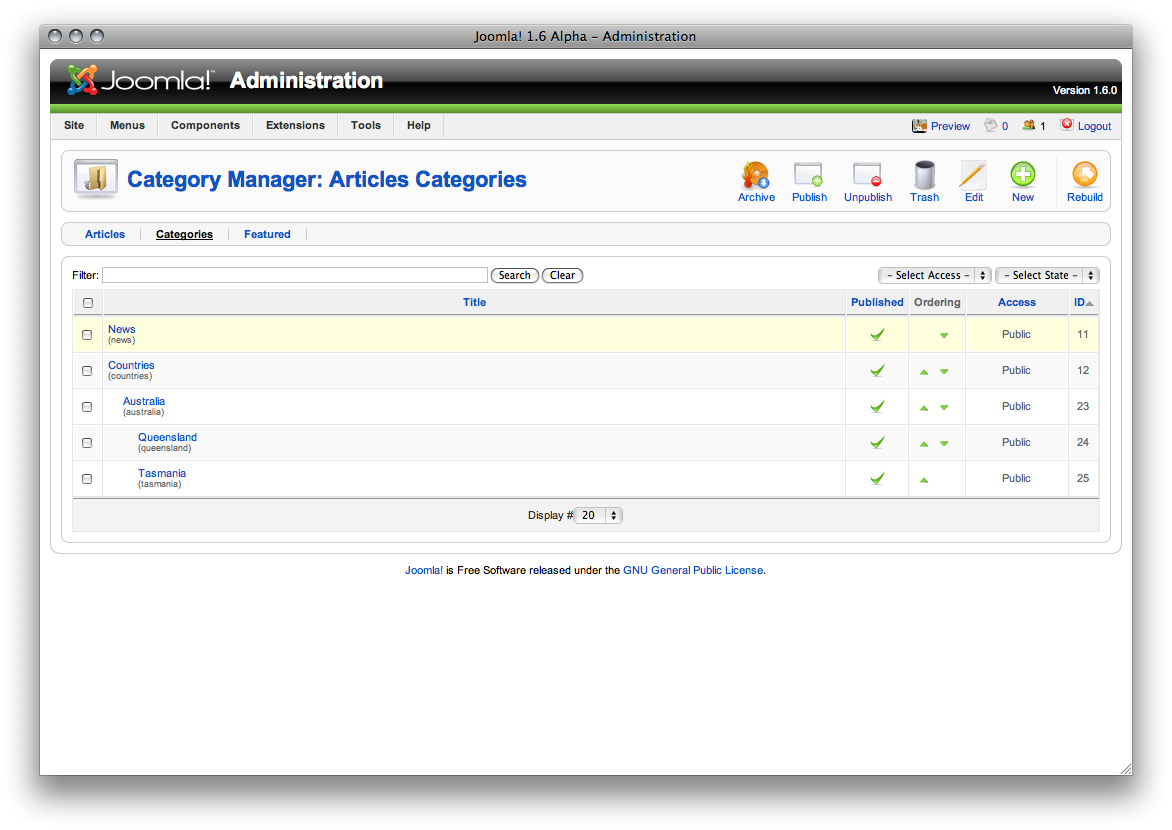 Joomla! 1.6 Alpha – Administration
Joomla!™ Administration
Version 1.6.0
Site Menus Components Extensions Tools Help Preview 0 1 Logout
Category Manager: Articles Categories
Archive Publish Unpublish Trash Edit New Rebuild
Articles Categories Featured
Filter: Search Clear – Select Access – – Select State –
Title Published Ordering Access ID
News Public 11
(news)
Countries Public 12
(countries)
Australia Public 23
(australia)
Queensland Public 24
(queensland)
Tasmania Public 25
(tasmania)
Display # 20
Joomla! is Free Software released under the GNU General Public License.